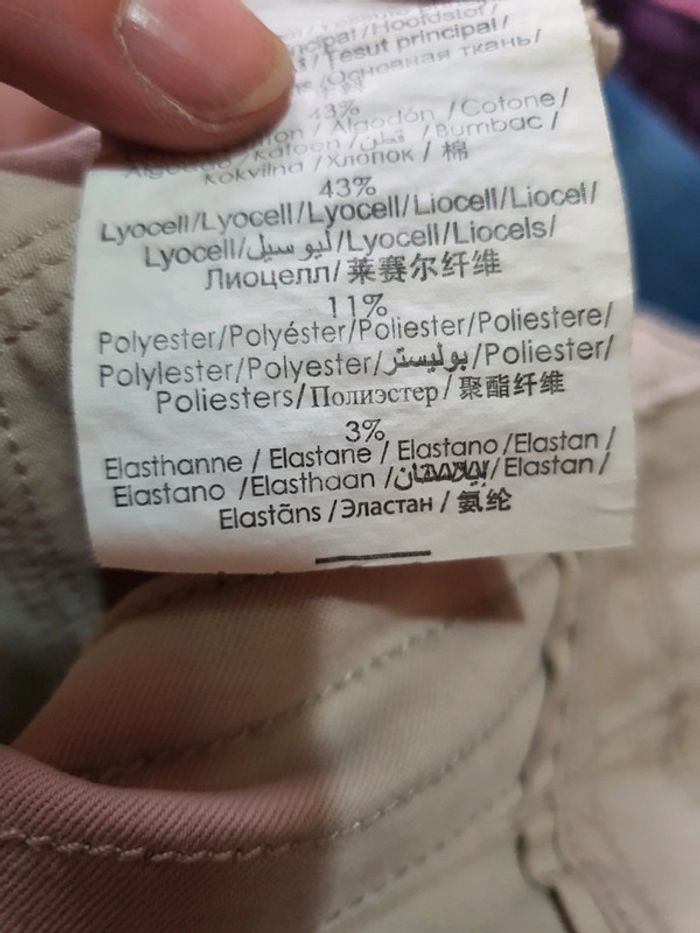 principal/Hoofdstof/
/Ţesut principal/
/Основная ткань/
43%
/Algodón /Cotone/
Katoen /قطن /Bumbac /
Kokvilna /Хлопок / 棉
43%
Lyocell/Lyocell/Lyocell/Liocell/Liocel/
Lyocell/ليوسيل/Lyocell/Liocels/
Лиоцелл/莱赛尔纤维
11%
Polyester/Polyéster/Poliester/Poliestere/
Polylester/Polyester/بوليستر/Poliester/
Poliesters/Полиэстер/聚酯纤维
3%
Elasthanne / Elastane / Elastano /Elastan /
Elastano /Elasthaan / /Elastan /
Elastāns /Эластан / 氨纶